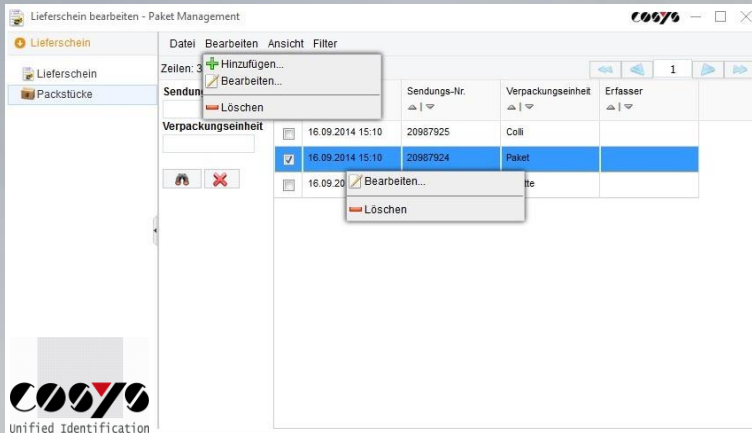 Lieferschein bearbeiten - Paket Management
COSYS
Lieferschein
Datei Bearbeiten Ansicht Filter
Hinzufügen...
Bearbeiten...
Löschen
Lieferschein
Packstücke
Zeilen: 3
1
Sendungs-Nr. Verpackungseinheit Erfasser
Verpackungseinheit
16.09.2014 15:10 20987925 Colli
16.09.2014 15:10 20987924 Paket
16.09.20
Bearbeiten...
Löschen
COSYS
Unified Identification